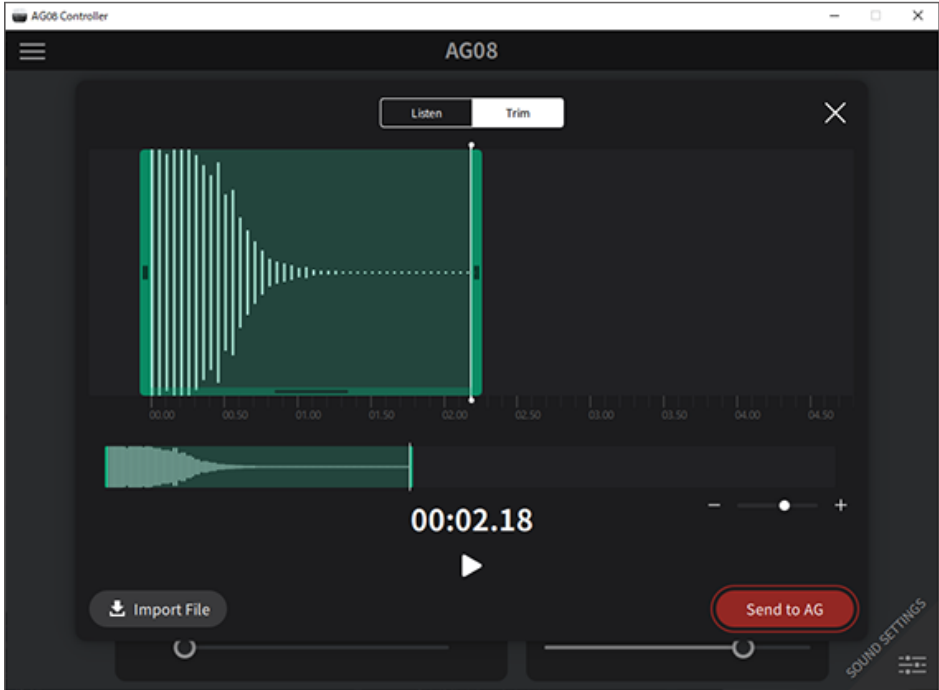 AG08 Controller
AG08
Listen Trim
00.00 00.50 01.00 01.50 02.00 02.50 03.00 03.50 04.00 04.50
00:02.18
Import File
Send to AG
SOUND SETTINGS